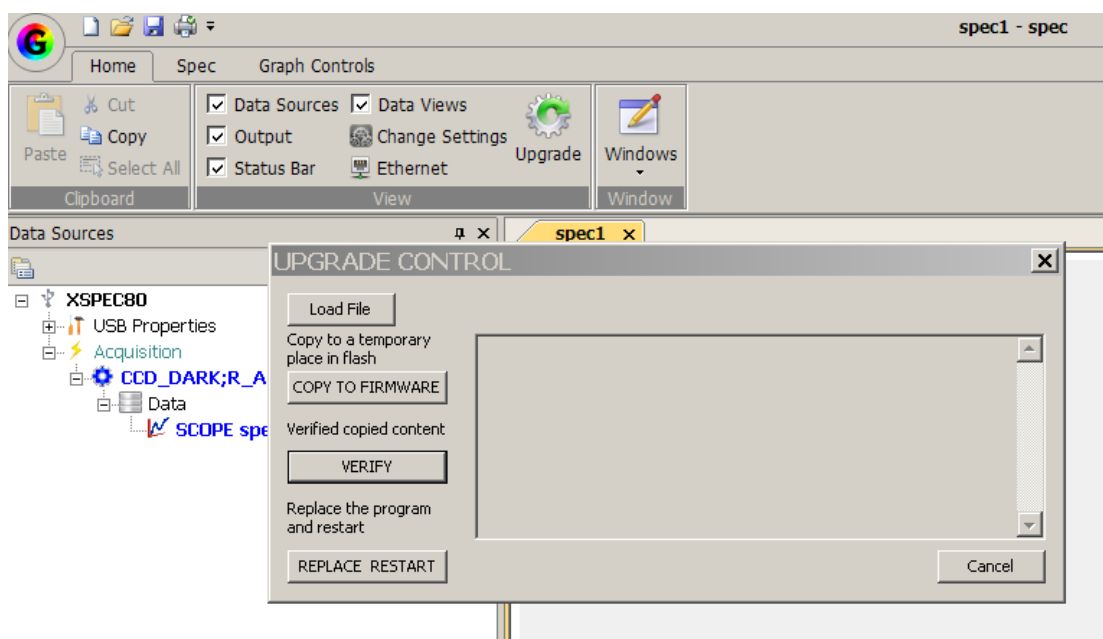 G
spec1 - spec
Home Spec Graph Controls
Paste
Cut
Copy
Select All
Clipboard
Data Sources Data Views
Output Change Settings
Status Bar Ethernet
Upgrade
View
Windows
Window
Data Sources
spec1 x
XSPEC80
USB Properties
Acquisition
CCD_DARK;R_A
Data
SCOPE spe
UPGRADE CONTROL
Load File
Copy to a temporary
place in flash
COPY TO FIRMWARE
Verified copied content
VERIFY
Replace the program
and restart
REPLACE RESTART
Cancel